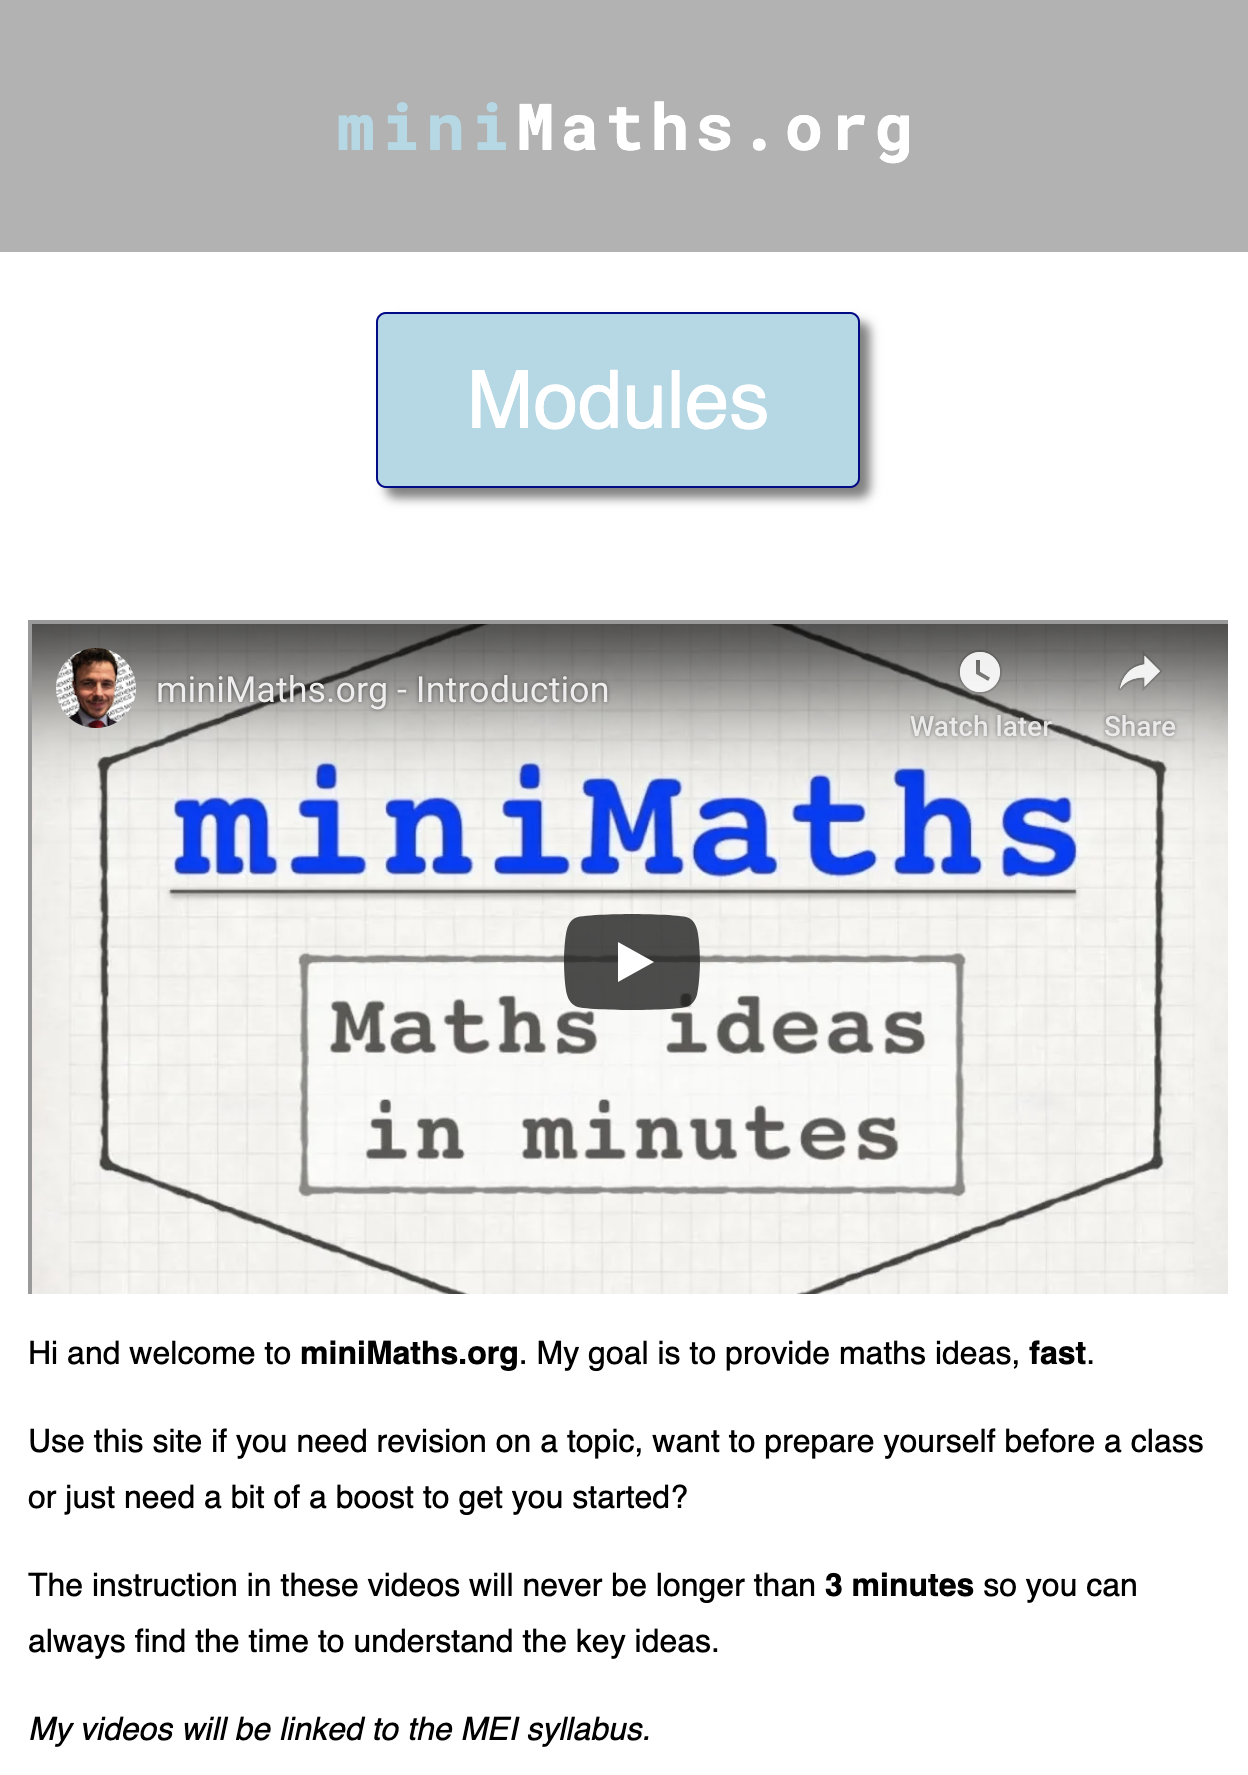 miniMaths.org
Modules
miniMaths.org - Introduction
Watch later
Share
miniMaths
Maths ideas
in minutes
Hi and welcome to miniMaths.org. My goal is to provide maths ideas, fast.
Use this site if you need revision on a topic, want to prepare yourself before a class
or just need a bit of a boost to get you started?
The instruction in these videos will never be longer than 3 minutes so you can
always find the time to understand the key ideas.
My videos will be linked to the MEI syllabus.